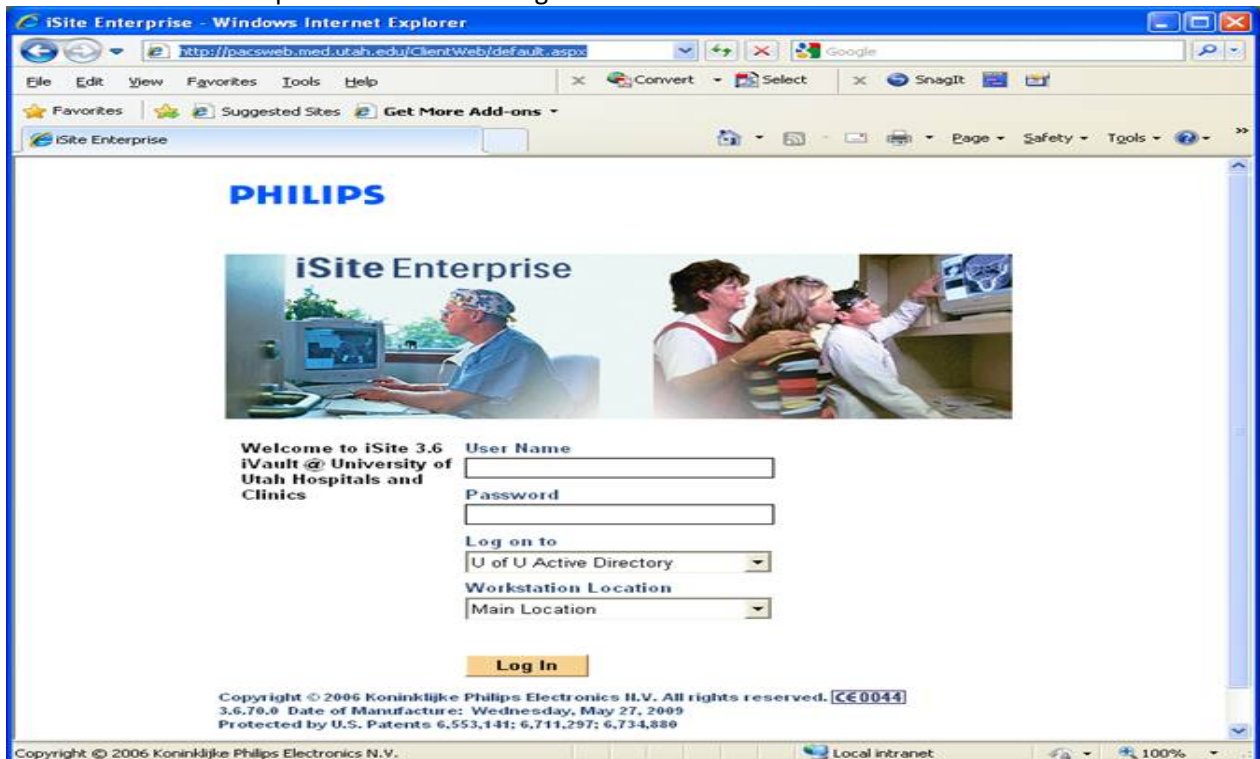 iSite Enterprise - Windows Internet Explorer
http://pacsweb.med.utah.edu/ClientWeb/default.aspx
Google
File Edit View Favorites Tools Help
Convert Select
SnagIt
Favorites Suggested Sites Get More Add-ons
iSite Enterprise
Page Safety Tools
PHILIPS
iSite Enterprise
Welcome to iSite 3.6
iVault @ University of
Utah Hospitals and
Clinics
User Name
Password
Log on to
U of U Active Directory
Workstation Location
Main Location
Log In
Copyright © 2006 Koninklijke Philips Electronics N.V. All rights reserved. CE0044
3.6.70.0 Date of Manufacture: Wednesday, May 27, 2009
Protected by U.S. Patents 6,553,141; 6,711,297; 6,734,880
Copyright © 2006 Koninklijke Philips Electronics N.V.
Local intranet
100%